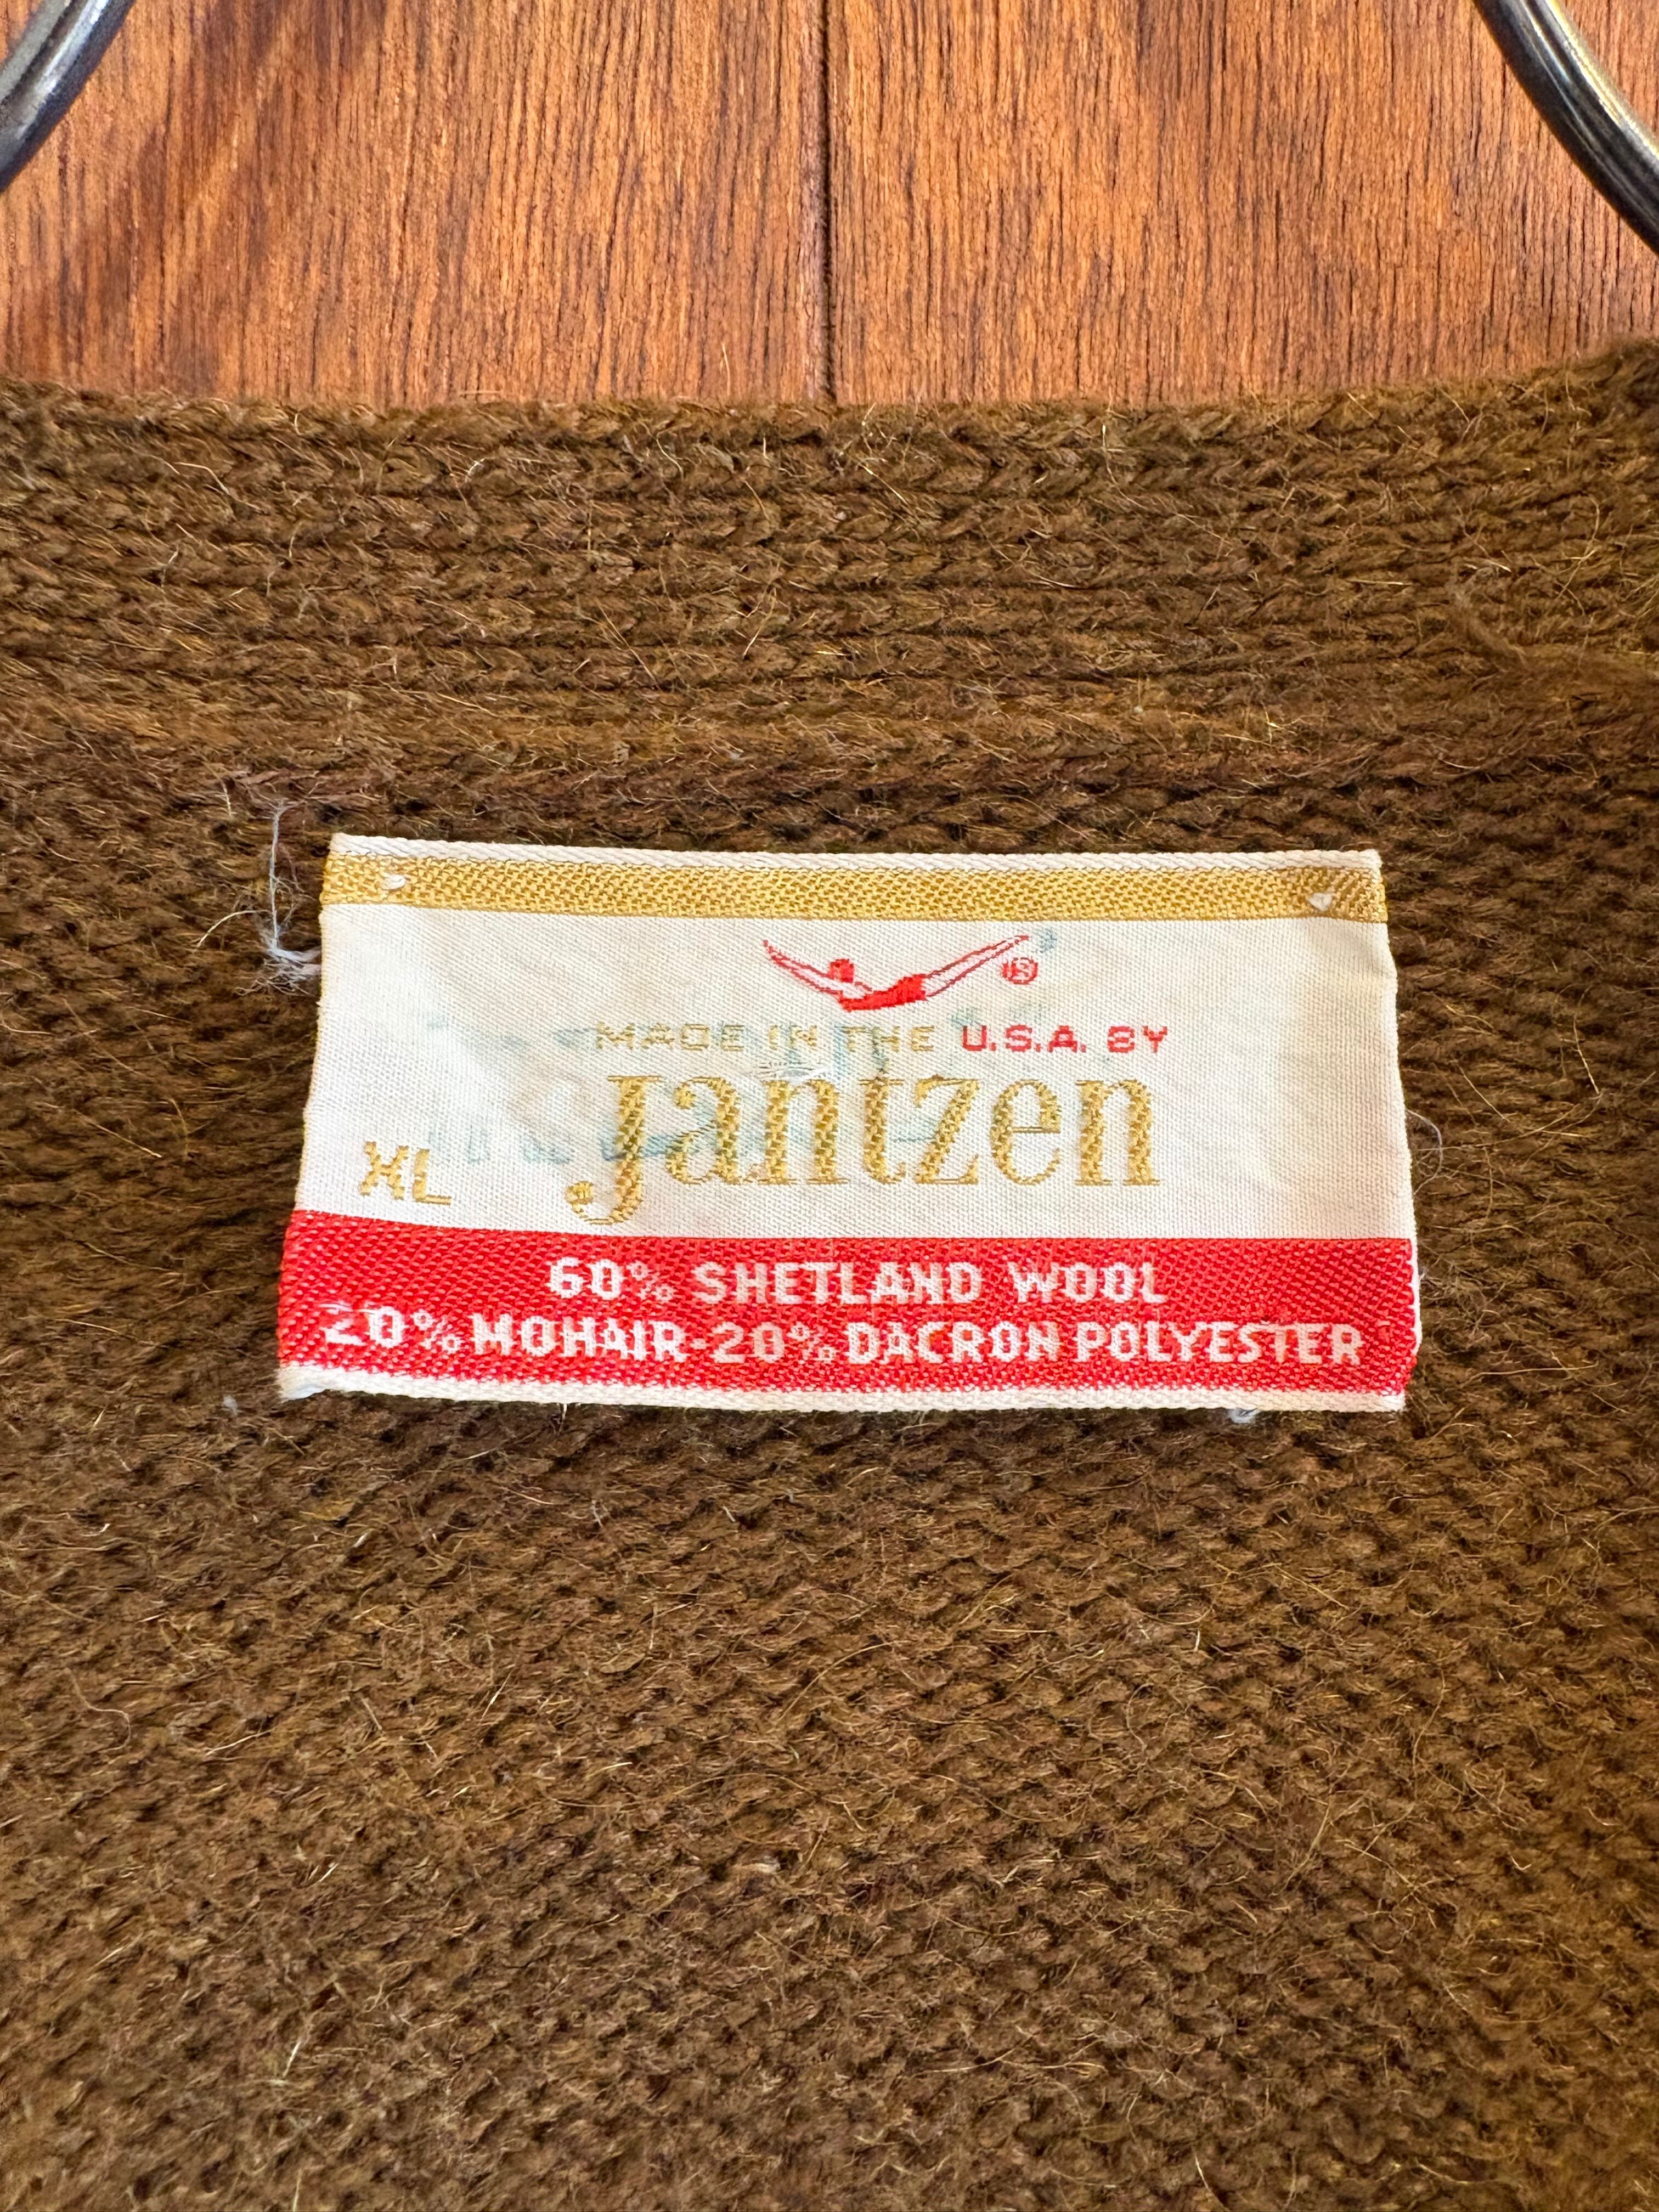 ®
MADE IN THE U.S.A. BY
Jantzen
XL
60% SHETLAND WOOL
20% MOHAIR-20% DACRON POLYESTER